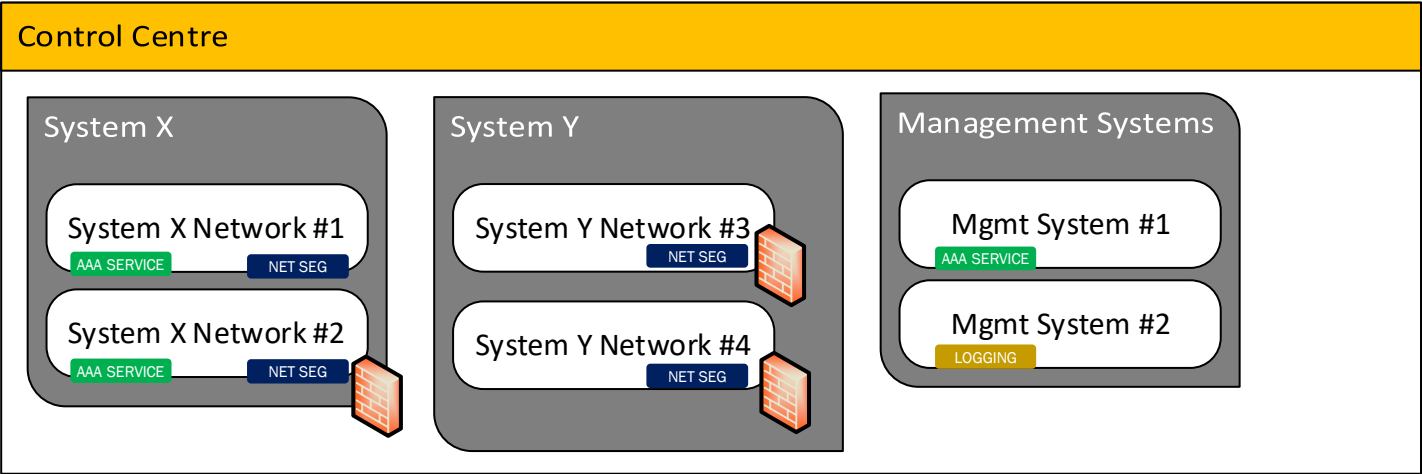 Control Centre
System X
System X Network #1
AAA SERVICE
NET SEG
System X Network #2
AAA SERVICE
NET SEG
System Y
System Y Network #3
NET SEG
System Y Network #4
NET SEG
Management Systems
Mgmt System #1
AAA SERVICE
Mgmt System #2
LOGGING